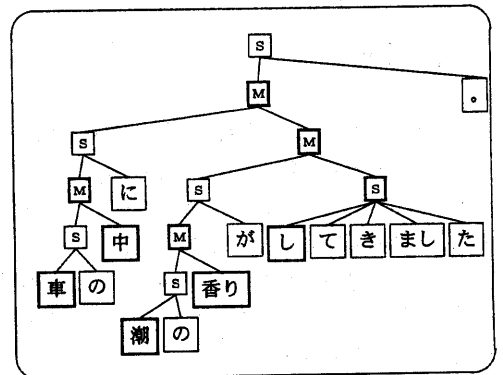 S
M 。
S M
M に S S
S 中 M が し て き まし た
車 の S 香り
潮 の